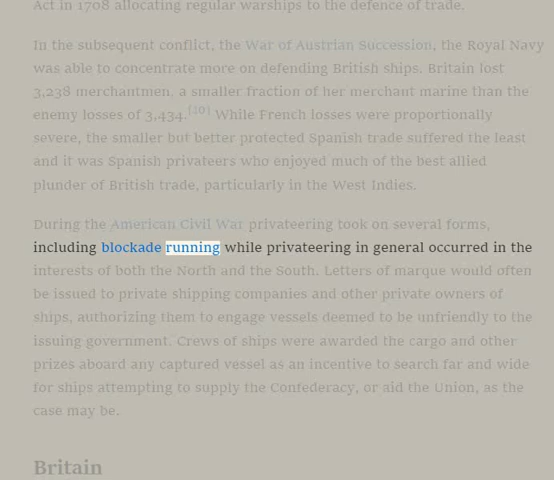 Act in 1708 allocating regular warships to the defence of trade.
In the subsequent conflict, the War of Austrian Succession, the Royal Navy
was able to concentrate more on defending British ships. Britain lost
3,238 merchantmen, a smaller fraction of her merchant marine than the
enemy losses of 3,434.[10] While French losses were proportionally
severe, the smaller but better protected Spanish trade suffered the least
and it was Spanish privateers who enjoyed much of the best allied
plunder of British trade, particularly in the West Indies.
During the American Civil War privateering took on several forms,
including blockade running while privateering in general occurred in the
interests of both the North and the South. Letters of marque would often
be issued to private shipping companies and other private owners of
ships, authorizing them to engage vessels deemed to be unfriendly to the
issuing government. Crews of ships were awarded the cargo and other
prizes aboard any captured vessel as an incentive to search far and wide
for ships attempting to supply the Confederacy, or aid the Union, as the
case may be.
Britain